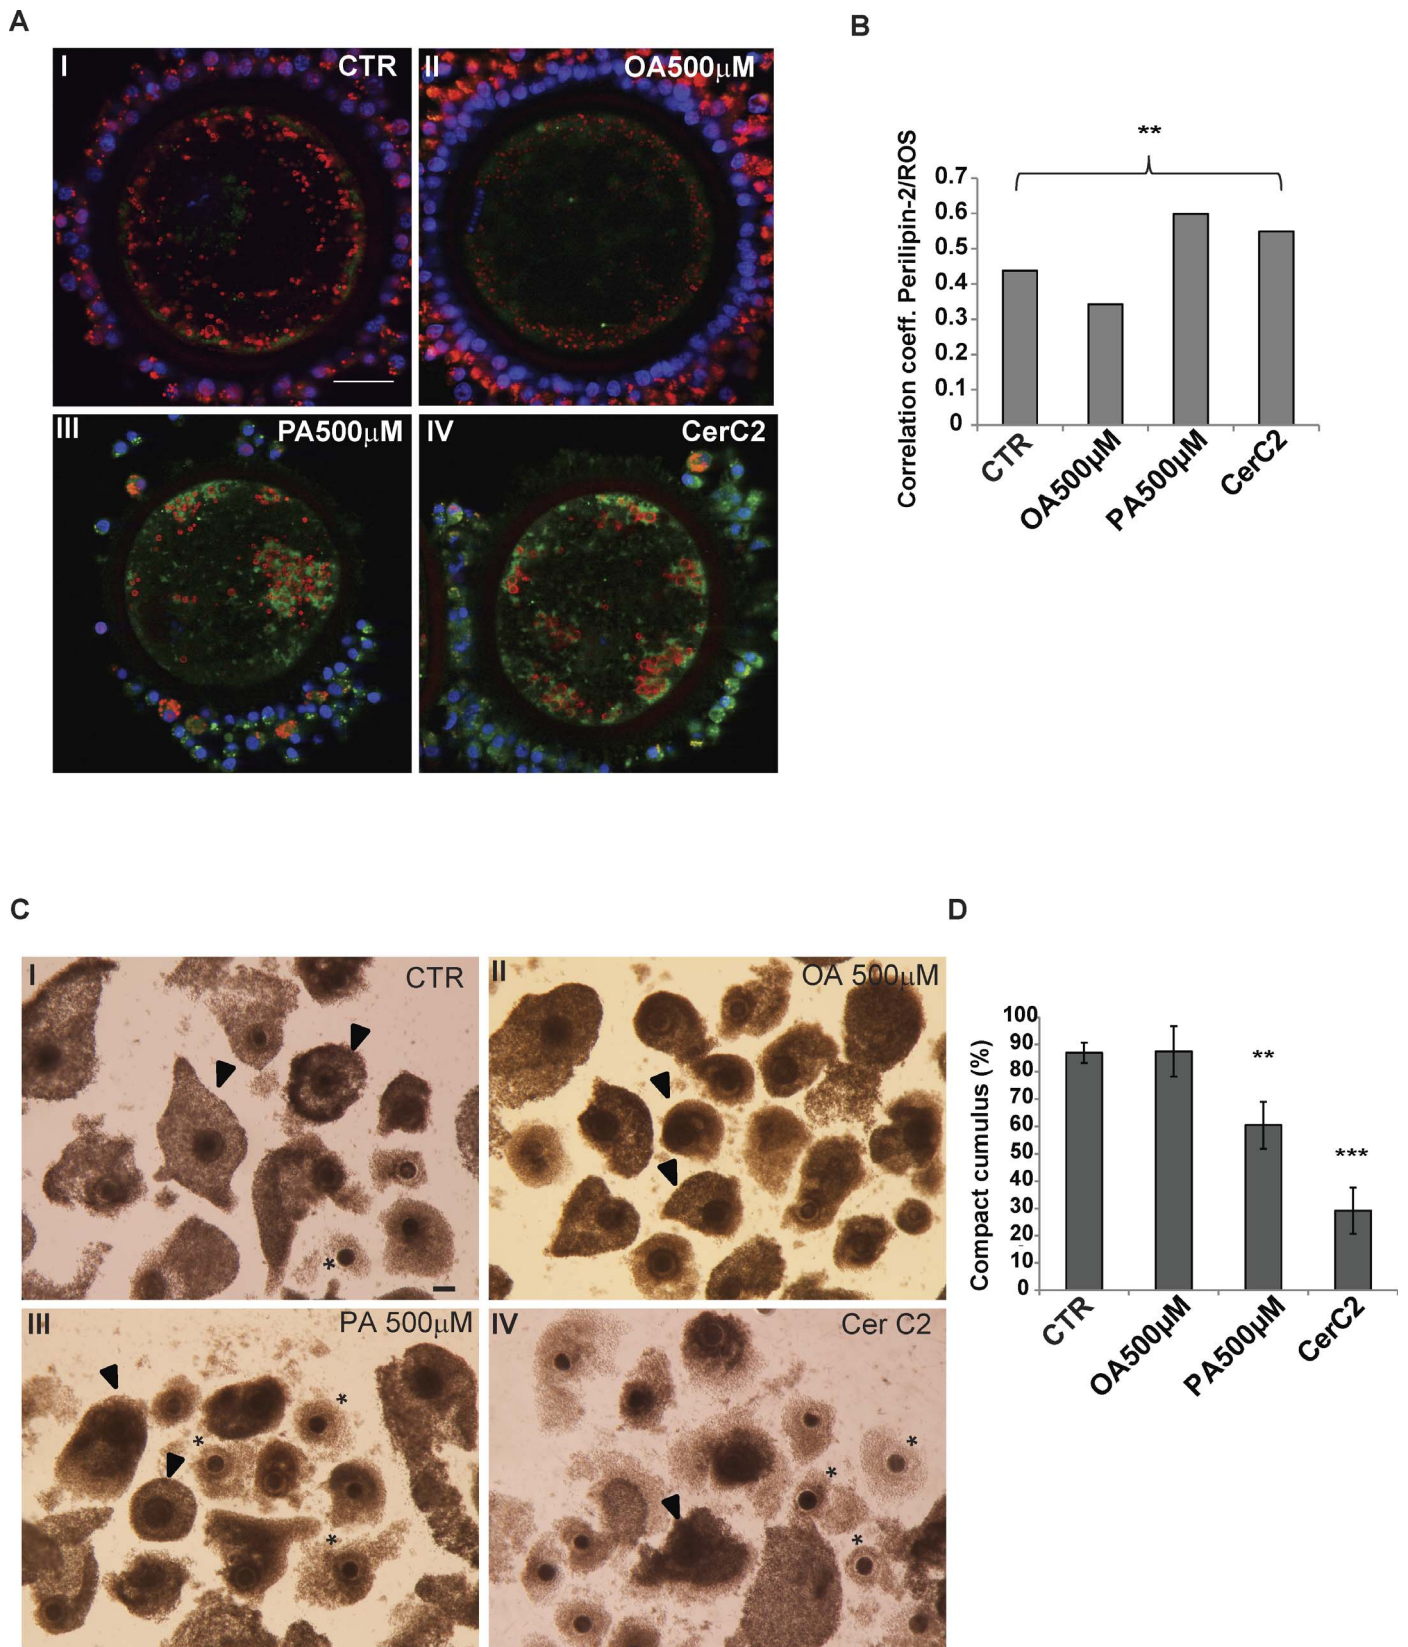 A
I
CTR
II
OA500µM
III
PA500µM
IV
CerC2
B
**
Correlation coeff. Perilipin-2/ROS
0.7
0.6
0.5
0.4
0.3
0.2
0.1
0
CTR
OA500µM
PA500µM
CerC2
C
I
CTR
*
II
OA 500µM
III
PA 500µM
*
*
*
IV
Cer C2
*
*
*
D
Compact cumulus (%)
100
90
80
70
60
50
40
30
20
10
0
**
***
CTR
OA500µM
PA500µM
CerC2